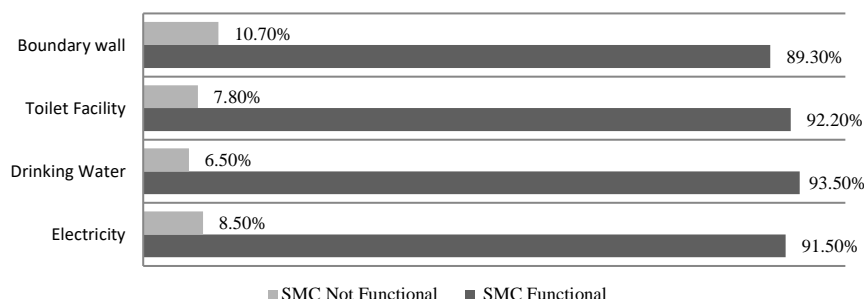 10.70%
Boundary wall
89.30%
7.80%
Toilet Facility
92.20%
6.50%
Drinking Water
93.50%
8.50%
Electricity
91.50%
SMC Not Functional SMC Functional